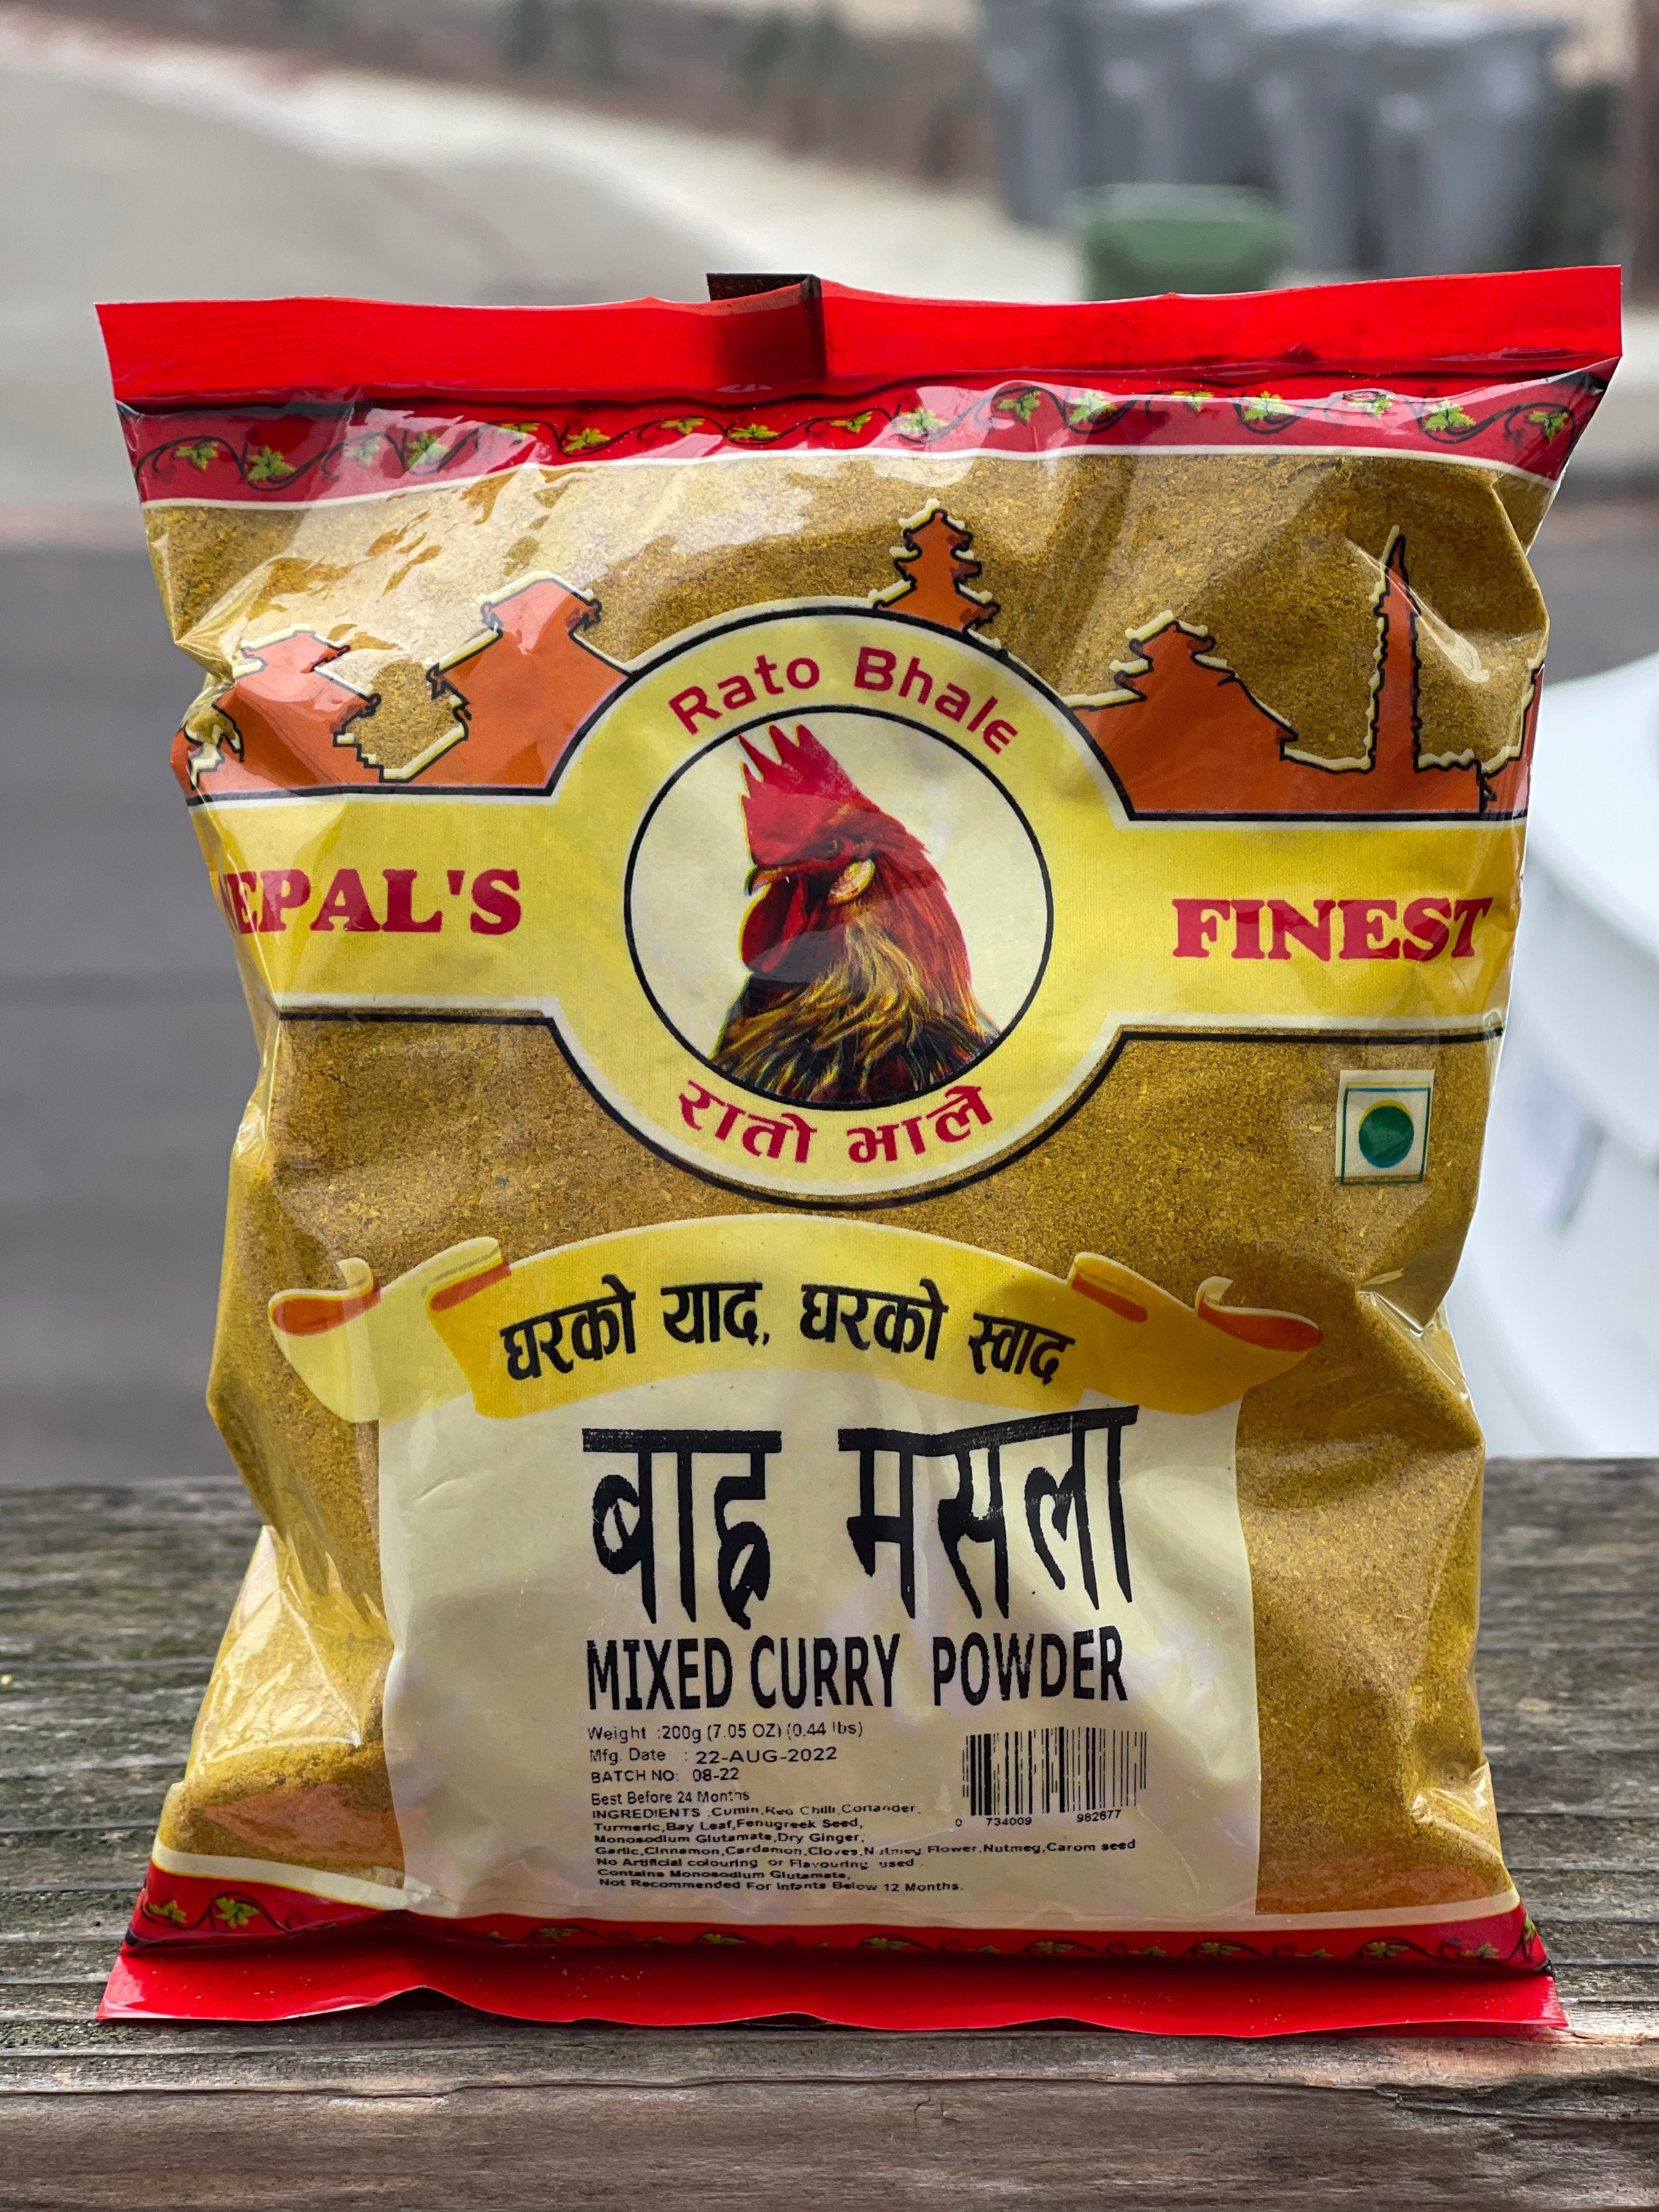 Rato Bhale
NEPAL'S
FINEST
रातो भाले
घरको याद, घरको स्वाद
बाह्र मसला
MIXED CURRY POWDER
Weight :200g (7.05 OZ) (0.44 lbs)
Mfg. Date : 22-AUG-2022
BATCH NO: 08-22
Best Before 24 Months
INGREDIENTS :Cumin,Red Chilli,Coriander,
Turmeric,Bay Leaf,Fenugreek Seed,
Monosodium Glutamate,Dry Ginger,
Garlic,Cinnamon,Cardamon,Cloves,Nutmeg Flower,Nutmeg,Carom seed
No Artificial colouring or Flavouring used.
Contains Monosodium Glutamate,
Not Recommended For Infants Below 12 Months.
0 734009 982677